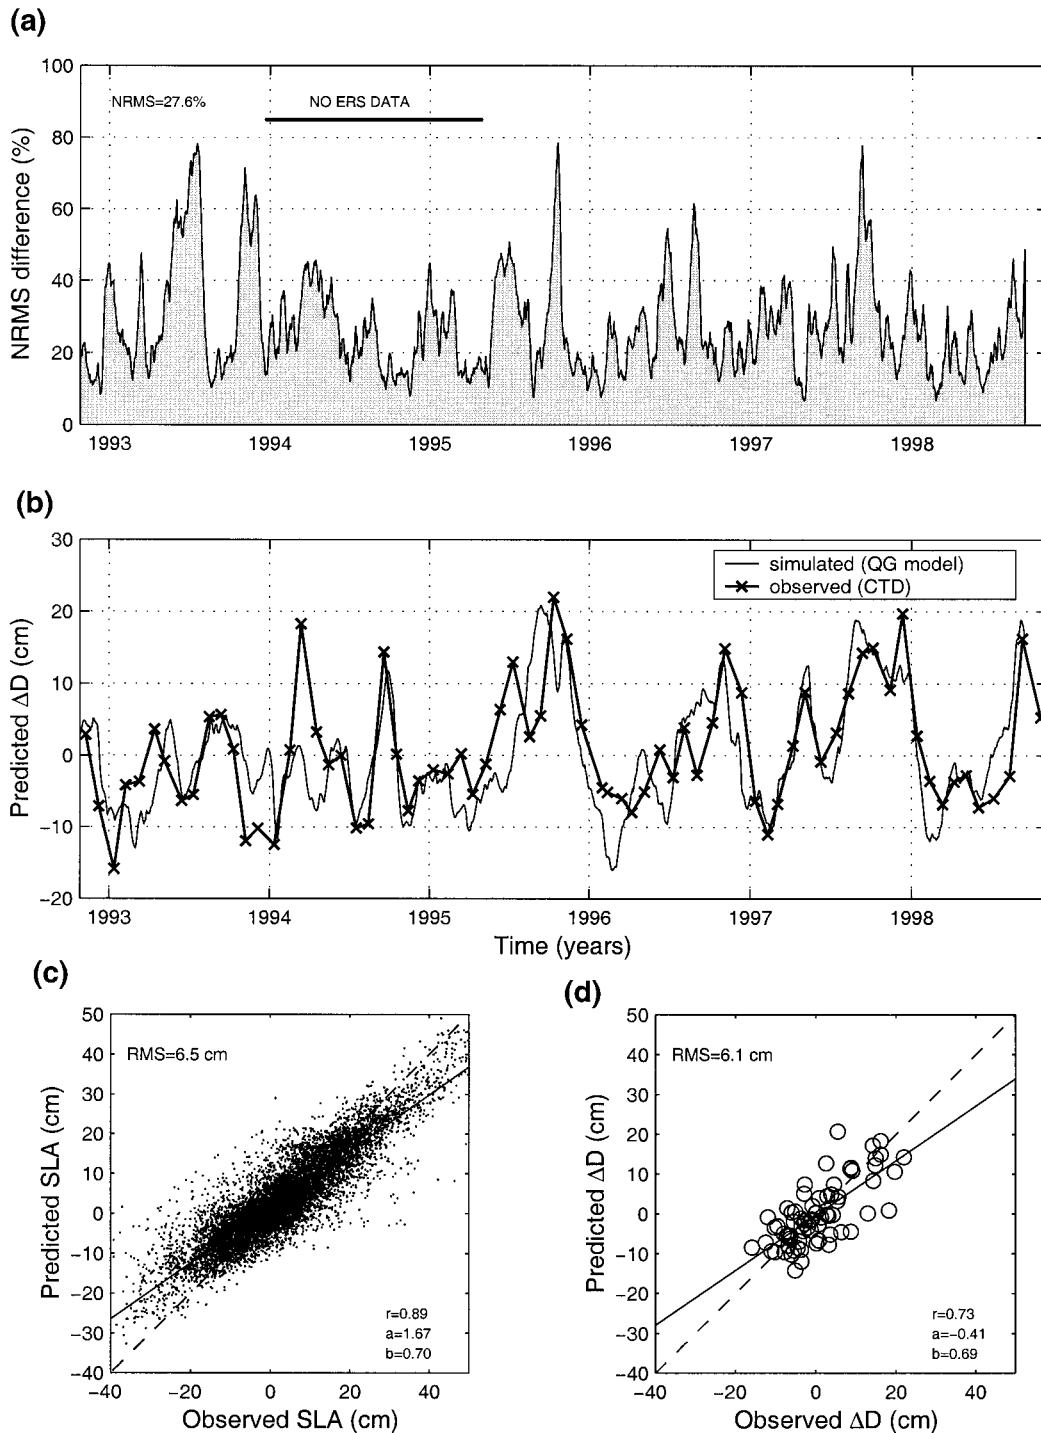 (a)
100
80
60
40
20
0
NRMS difference (%)
NRMS=27.6%
NO ERS DATA
1993
1994
1995
1996
1997
1998
(b)
30
20
10
0
−10
−20
Predicted ΔD (cm)
simulated (QG model)
observed (CTD)
1993
1994
1995
1996
1997
1998
Time (years)
(c)
50
40
30
20
10
0
−10
−20
−30
−40
Predicted SLA (cm)
RMS=6.5 cm
r=0.89
a=1.67
b=0.70
−40
−20
0
20
40
Observed SLA (cm)
(d)
50
40
30
20
10
0
−10
−20
−30
−40
Predicted ΔD (cm)
RMS=6.1 cm
r=0.73
a=−0.41
b=0.69
−40
−20
0
20
40
Observed ΔD (cm)